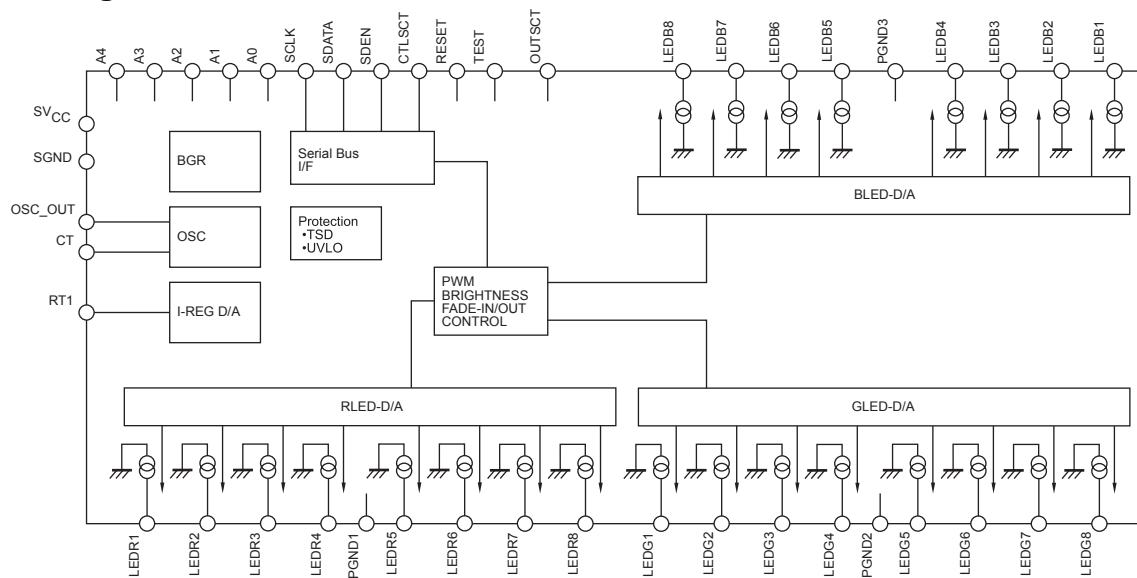 A4
A3
A2
A1
A0
SCLK
SDATA
SDEN
CTLSCT
RESET
TEST
OUTSCT
LEDB8
LEDB7
LEDB6
LEDB5
PGND3
LEDB4
LEDB3
LEDB2
LEDB1
SVCC
SGND
OSC_OUT
CT
RT1
BGR
Serial Bus
I/F
BLED-D/A
OSC
Protection
•TSD
•UVLO
I-REG D/A
PWM
BRIGHTNESS
FADE-IN/OUT
CONTROL
RLED-D/A
GLED-D/A
LEDR1
LEDR2
LEDR3
LEDR4
PGND1
LEDR5
LEDR6
LEDR7
LEDR8
LEDG1
LEDG2
LEDG3
LEDG4
PGND2
LEDG5
LEDG6
LEDG7
LEDG8